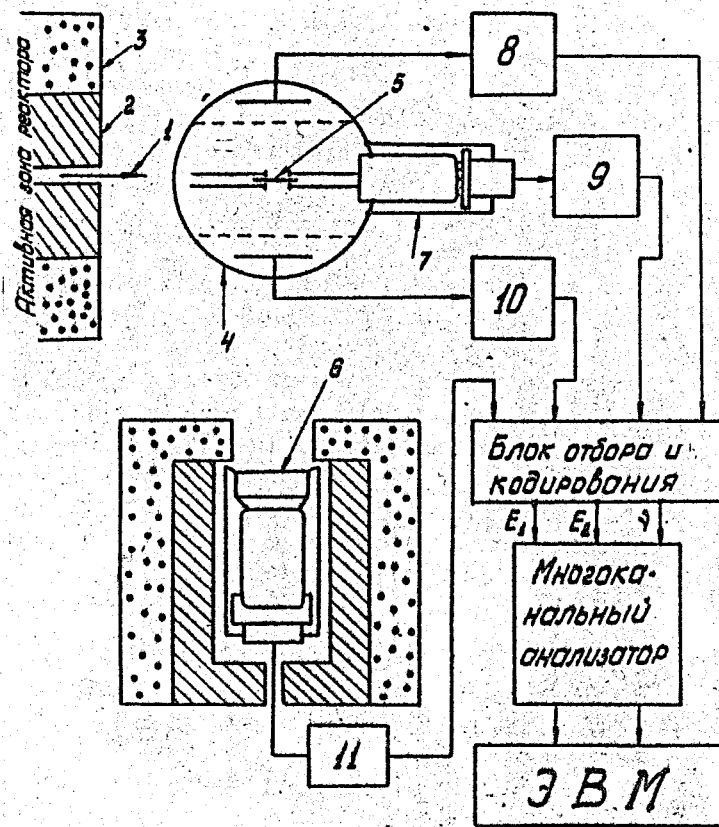 Активная зона реактора
3
2
1
5
8
9
7
10
4
6
Блок отбора и
кодирования
E₁ E₂ ν
Многока-
нальный
анализатор
11
ЭВМ